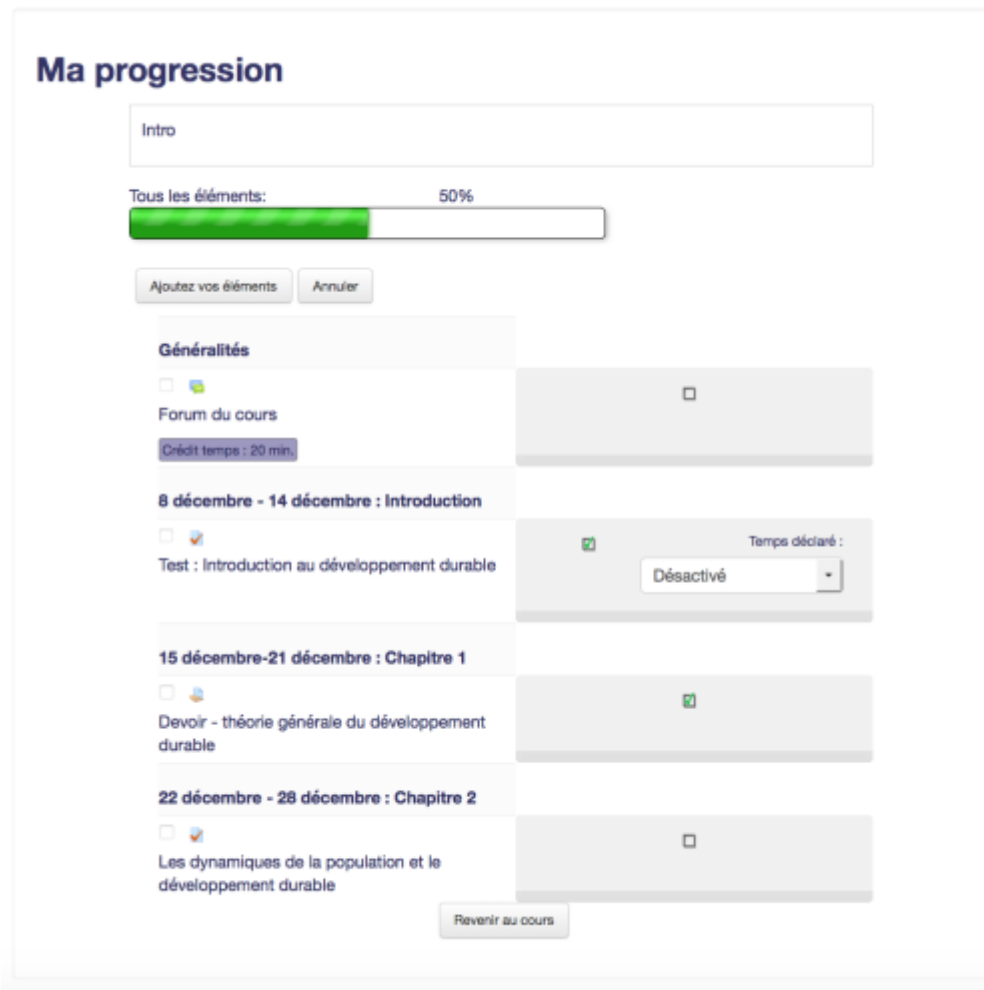 Ma progression
Intro
Tous les éléments: 50%
Ajoutez vos éléments Annuler
Généralités
Forum du cours
Crédit temps : 20 min.
8 décembre - 14 décembre : Introduction
Temps déclaré :
Test : Introduction au développement durable
Désactivé
15 décembre-21 décembre : Chapitre 1
Devoir - théorie générale du développement
durable
22 décembre - 28 décembre : Chapitre 2
Les dynamiques de la population et le
développement durable
Revenir au cours